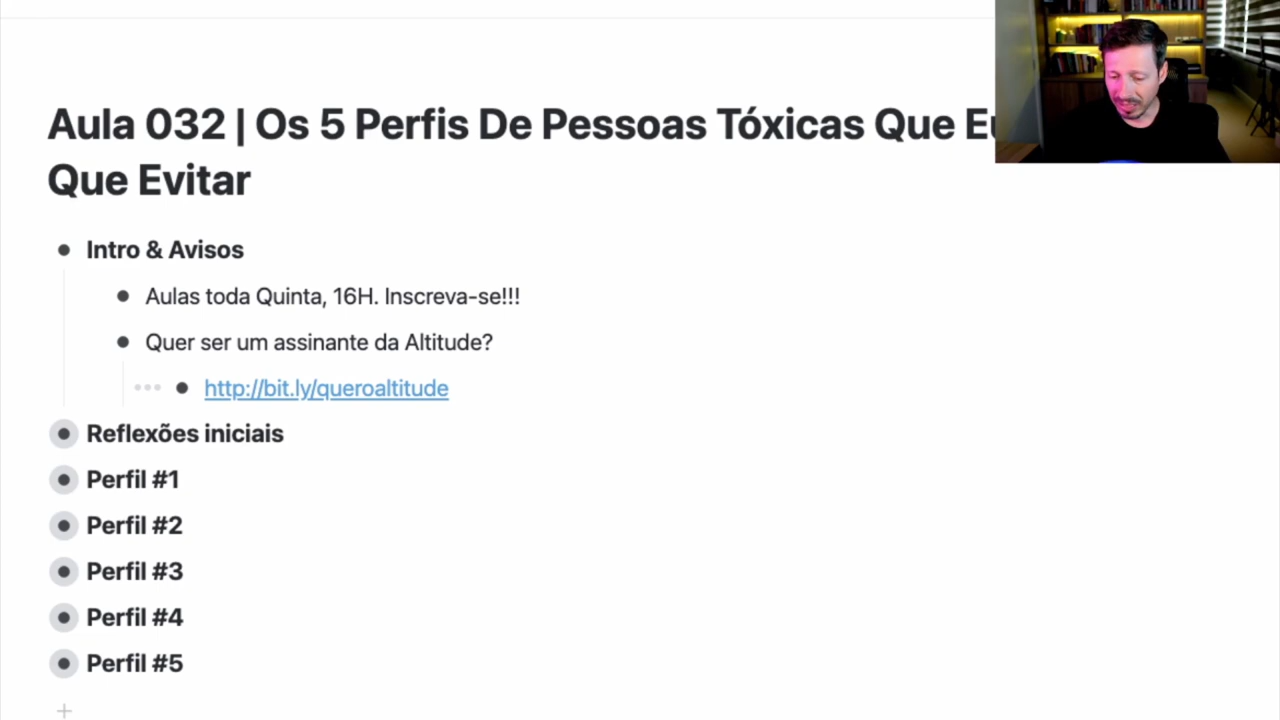 Aula 032 | Os 5 Perfis De Pessoas Tóxicas Que
Que Evitar
Intro & Avisos
Aulas toda Quinta, 16H. Inscreva-se!!!
Quer ser um assinante da Altitude?
http://bit.ly/queroaltitude
Reflexões iniciais
Perfil #1
Perfil #2
Perfil #3
Perfil #4
Perfil #5